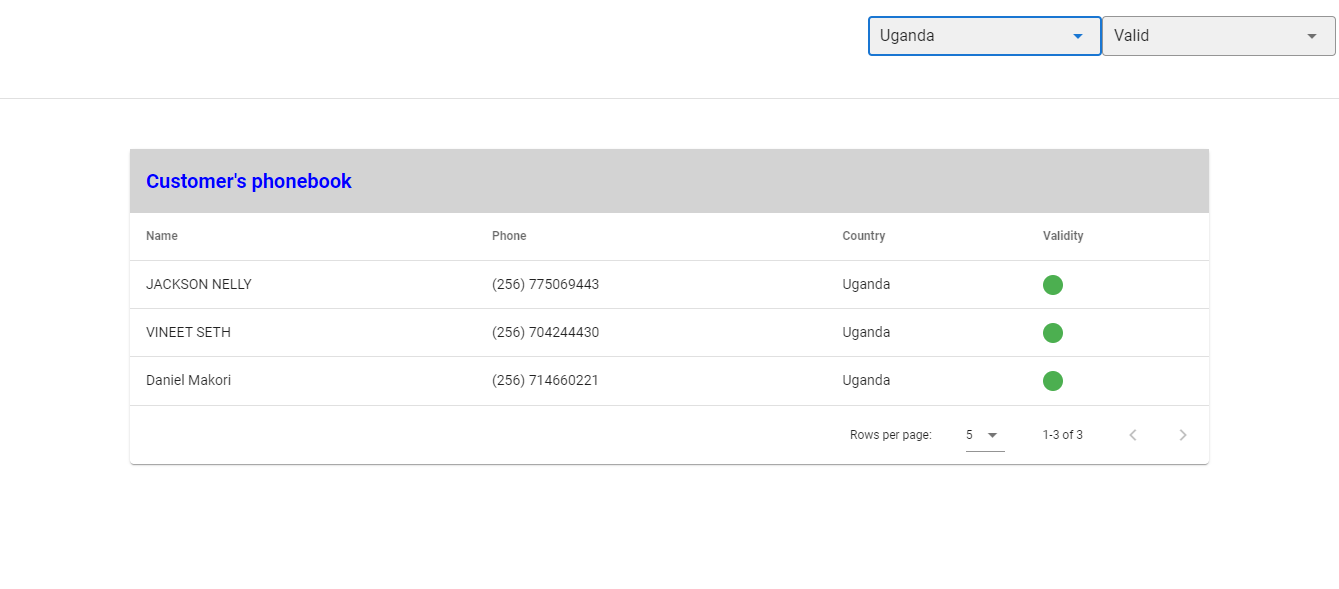 Uganda Valid
Customer's phonebook
Name Phone Country Validity
JACKSON NELLY (256) 775069443 Uganda
VINEET SETH (256) 704244430 Uganda
Daniel Makori (256) 714660221 Uganda
Rows per page: 5 1-3 of 3